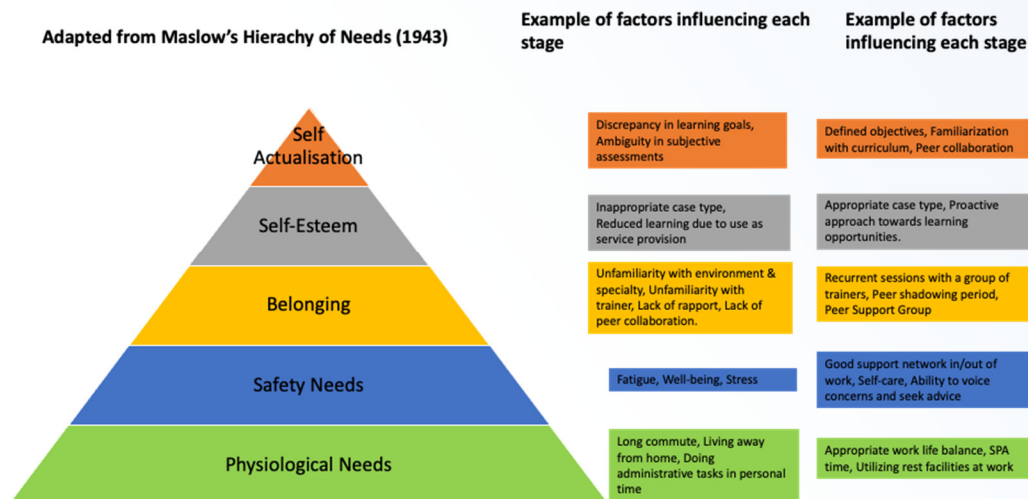 Adapted from Maslow's Hierachy of Needs (1943)
Example of factors influencing each
stage
Example of factors
influencing each stage
Self
Actualisation
Discrepancy in learning goals,
Ambiguity in subjective
assessments
Defined objectives, Familiarization
with curriculum, Peer collaboration
Self-Esteem
Inappropriate case type,
Reduced learning due to use as
service provision
Appropriate case type, Proactive
approach towards learning
opportunities.
Belonging
Unfamiliarity with environment &
specialty, Unfamiliarity with
trainer, Lack of rapport, Lack of
peer collaboration.
Recurrent sessions with a group of
trainers, Peer shadowing period,
Peer Support Group
Safety Needs
Fatigue, Well-being, Stress
Good support network in/out of
work, Self-care, Ability to voice
concerns and seek advice
Physiological Needs
Long commute, Living away
from home, Doing
administrative tasks in personal
time
Appropriate work life balance, SPA
time, Utilizing rest facilities at work